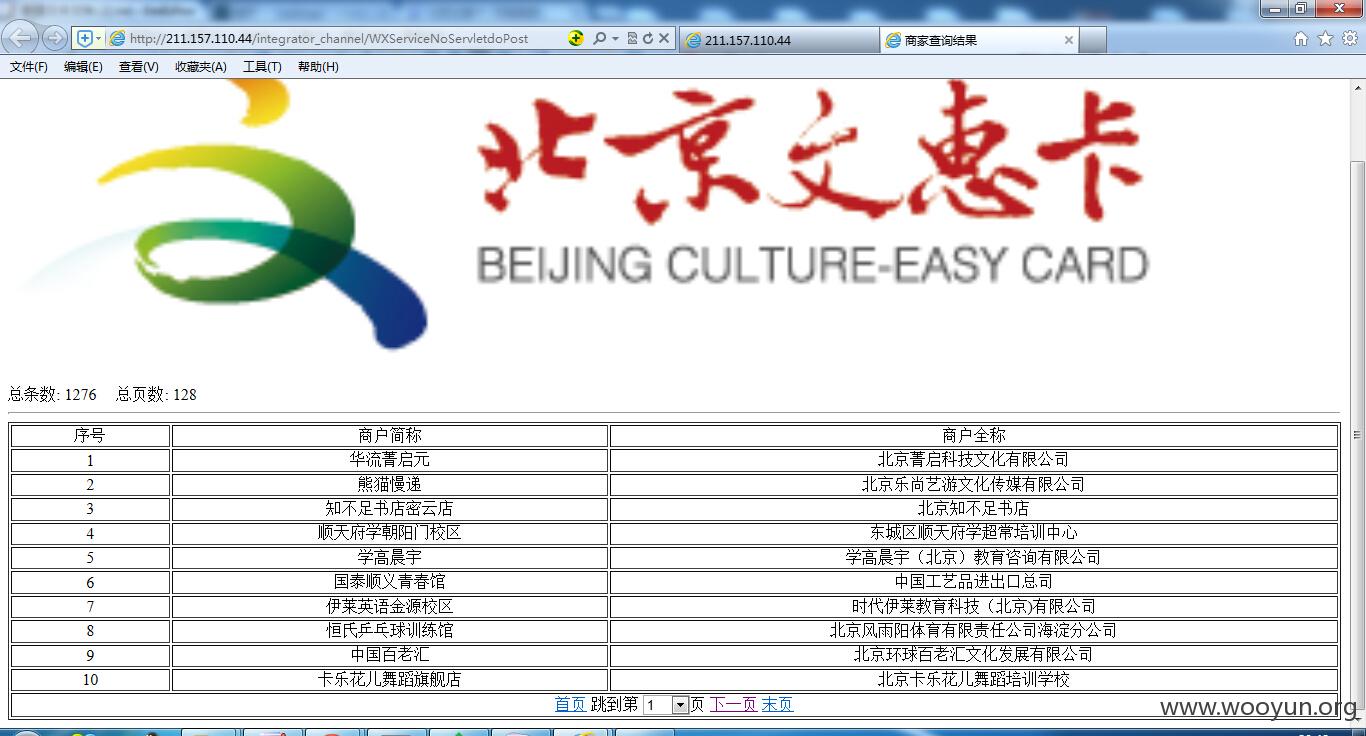 http://211.157.110.44/integrator_channel/WXServiceNoServletdoPost
211.157.110.44
商家查询结果
文件(F) 编辑(E) 查看(V) 收藏夹(A) 工具(T) 帮助(H)
北京文惠卡
BEIJING CULTURE-EASY CARD
总条数: 1276 总页数: 128
序号 商户简称 商户全称
1 华流菁启元 北京菁启科技文化有限公司
2 熊猫慢递 北京乐尚艺游文化传媒有限公司
3 知不足书店密云店 北京知不足书店
4 顺天府学朝阳门校区 东城区顺天府学超常培训中心
5 学高晨宇 学高晨宇（北京）教育咨询有限公司
6 国泰顺义青春馆 中国工艺品进出口总司
7 伊莱英语金源校区 时代伊莱教育科技（北京)有限公司
8 恒氏乒乓球训练馆 北京风雨阳体育有限责任公司海淀分公司
9 中国百老汇 北京环球百老汇文化发展有限公司
10 卡乐花儿舞蹈旗舰店 北京卡乐花儿舞蹈培训学校
首页 跳到第 1 页 下一页 末页
www.wooyun.org